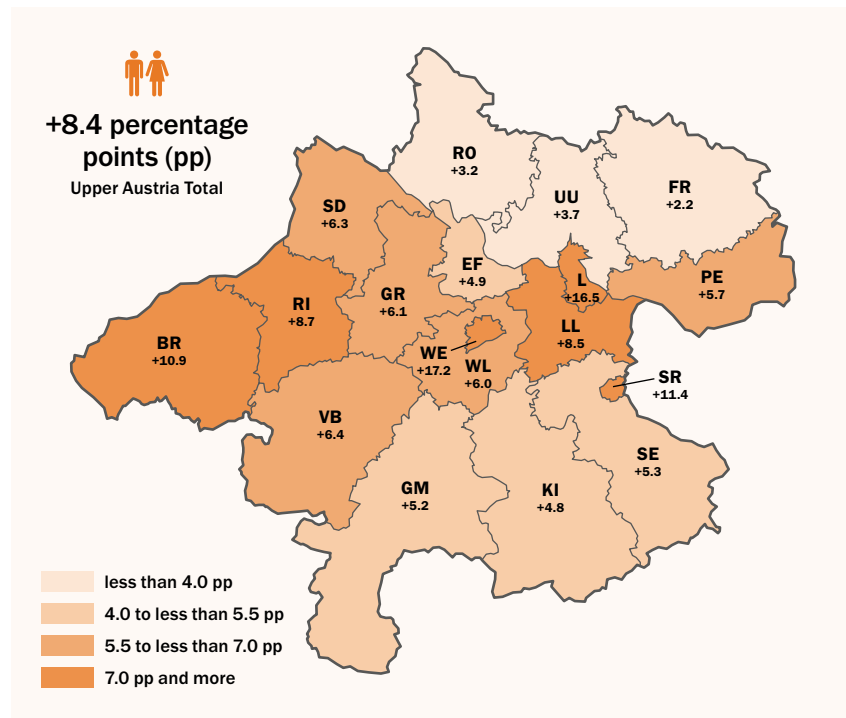 +8.4 percentage
points (pp)
Upper Austria Total
RO
+3.2
UU
+3.7
FR
+2.2
SD
+6.3
EF
+4.9
GR
+6.1
RI
+8.7
BR
+10.9
L
+16.5
PE
+5.7
LL
+8.5
WE
+17.2
WL
+6.0
SR
+11.4
VB
+6.4
SE
+5.3
GM
+5.2
KI
+4.8
less than 4.0 pp
4.0 to less than 5.5 pp
5.5 to less than 7.0 pp
7.0 pp and more